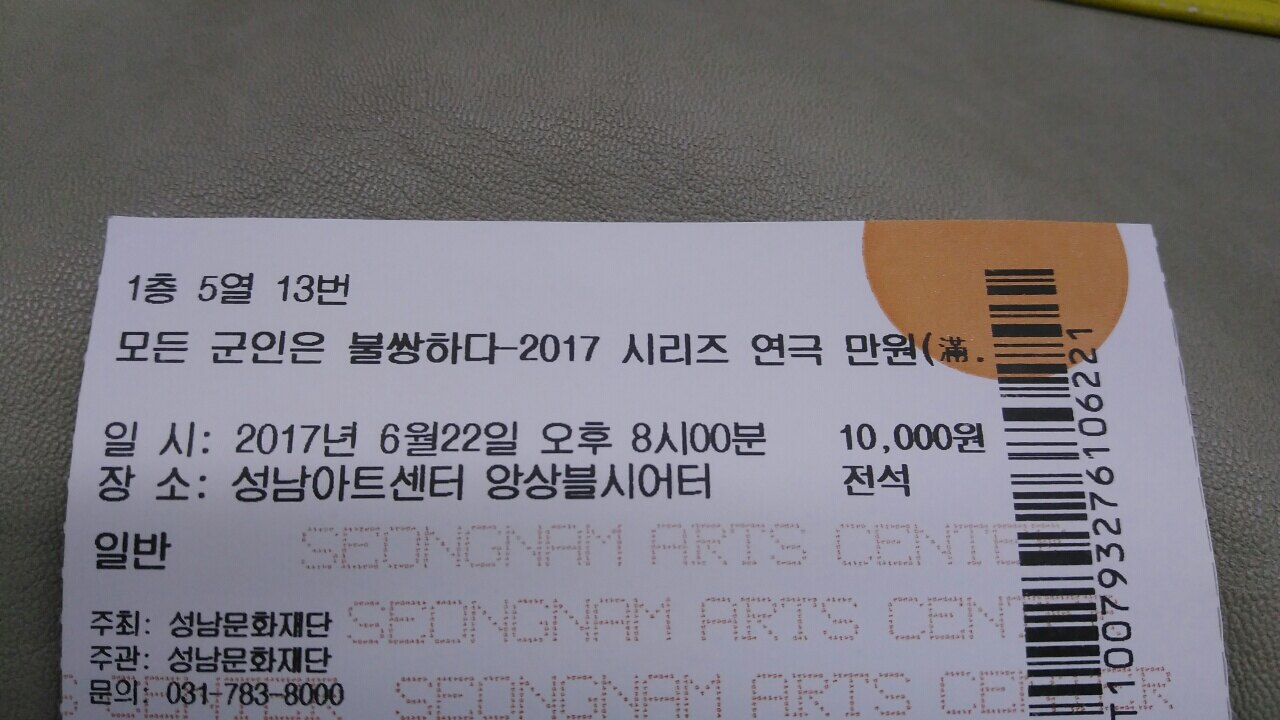 1층 5열 13번
모든 군인은 불쌍하다-2017 시리즈 연극 만원(滿.
일 시: 2017년 6월22일 오후 8시00분 10,000원
장 소: 성남아트센터 앙상블시어터 전석
일반
SEONGNAM ARTS CENTE
주최: 성남문화재단 SEONGNAM ARTS CEN
주관: 성남문화재단
문의: 031-783-8000 SEONGNAM ARTS CENTER
100793276106221